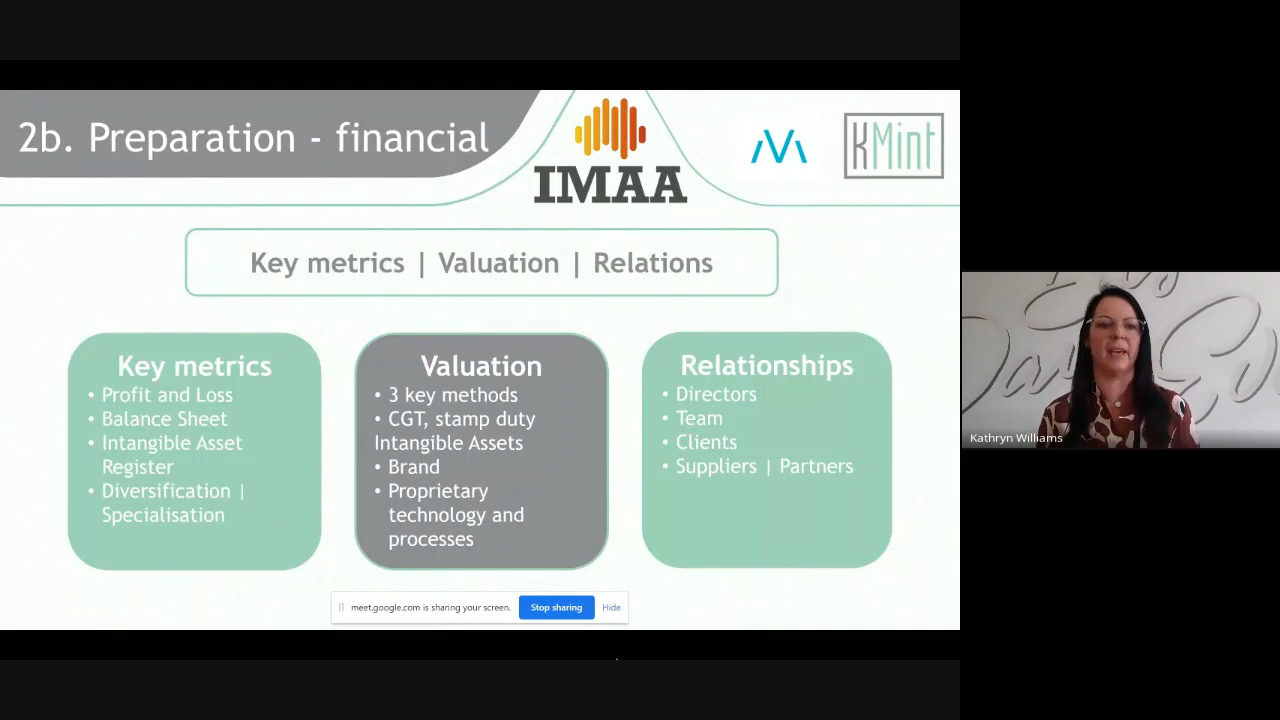 2b. Preparation - financial
IMAA
KMint
Key metrics | Valuation | Relations
Key metrics
• Profit and Loss
• Balance Sheet
• Intangible Asset
Register
• Diversification |
Specialisation
Valuation
• 3 key methods
• CGT, stamp duty
Intangible Assets
• Brand
• Proprietary
technology and
processes
Relationships
• Directors
• Team
• Clients
• Suppliers | Partners
meet.google.com is sharing your screen.
Stop sharing
Hide
Kathryn Williams